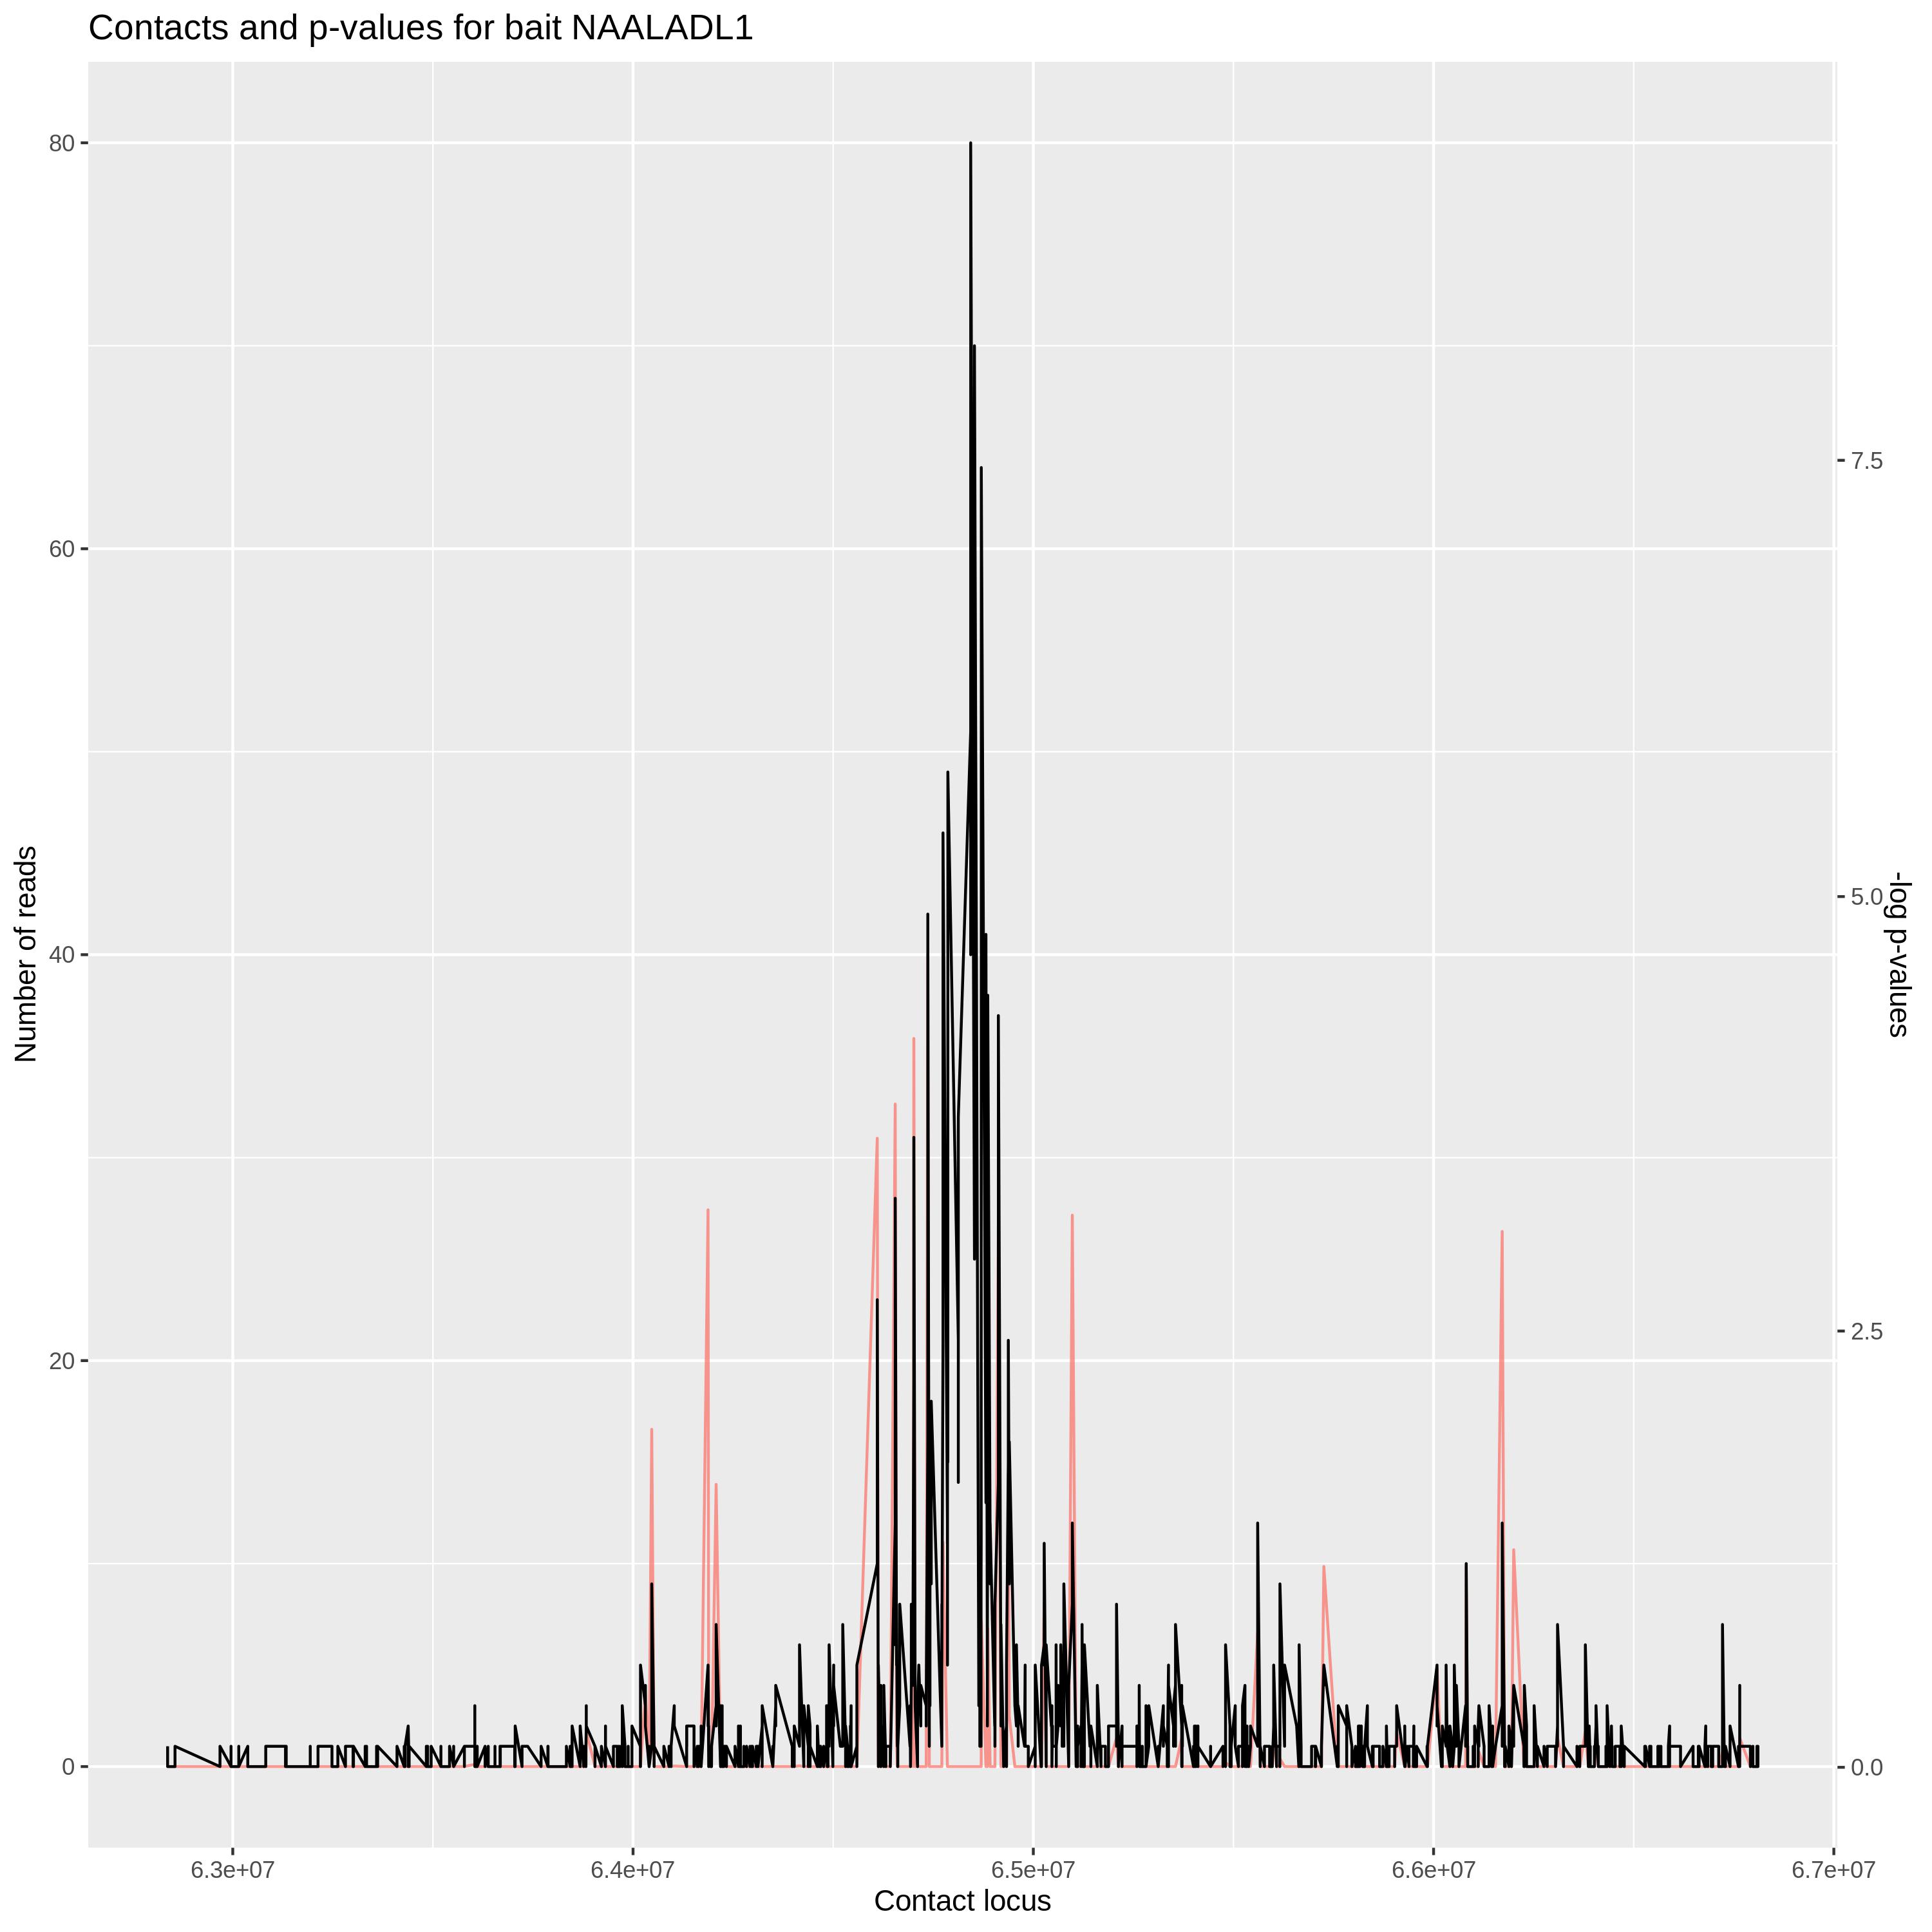 Contacts and p-values for bait NAALADL1
80
60
40
20
0
Number of reads
7.5
5.0
2.5
0.0
-log p-values
6.3e+07
6.4e+07
6.5e+07
6.6e+07
6.7e+07
Contact locus